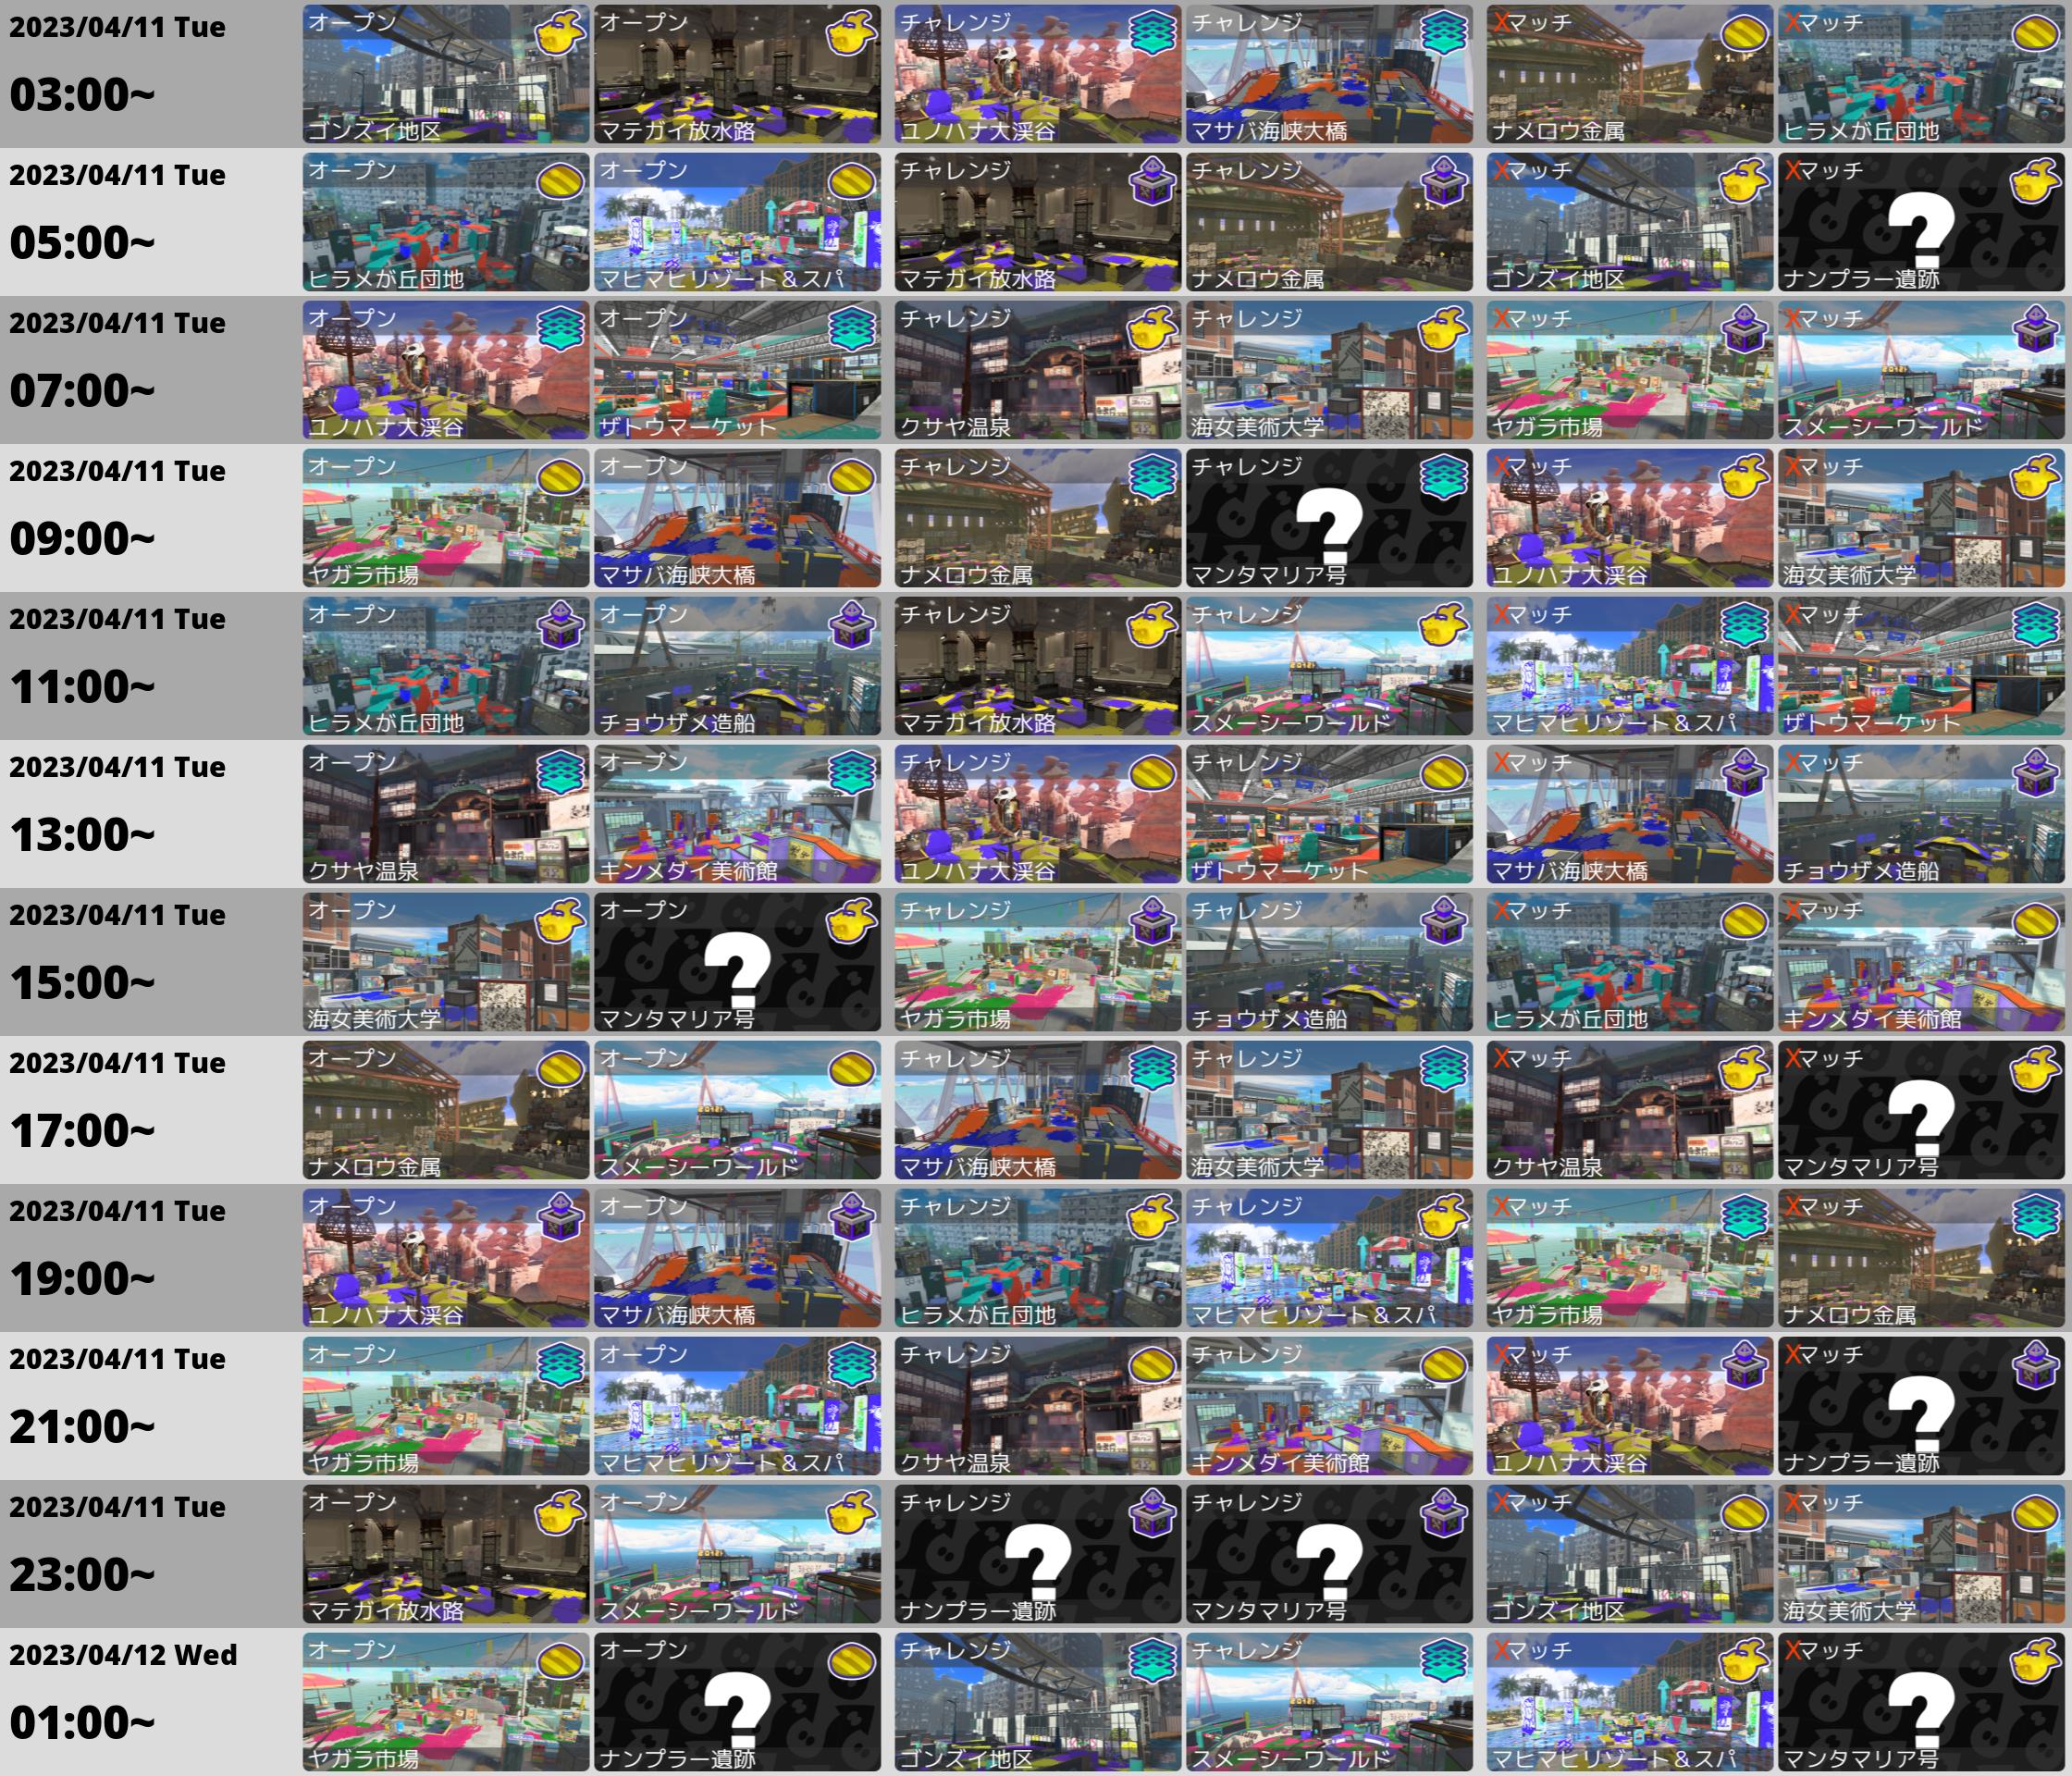 2023/04/11 Tue
03:00~
オープン
ゴンズイ地区
オープン
マテガイ放水路
チャレンジ
ユノハナ大渓谷
チャレンジ
マサバ海峡大橋
Xマッチ
ナメロウ金属
Xマッチ
ヒラメが丘団地
2023/04/11 Tue
05:00~
オープン
ヒラメが丘団地
オープン
マヒマヒリゾート＆スパ
チャレンジ
マテガイ放水路
チャレンジ
ナメロウ金属
Xマッチ
ゴンズイ地区
Xマッチ
?
ナンプラー遺跡
2023/04/11 Tue
07:00~
オープン
ユノハナ大渓谷
オープン
ザトウマーケット
チャレンジ
クサヤ温泉
チャレンジ
海女美術大学
Xマッチ
ヤガラ市場
Xマッチ
スメーシーワールド
2023/04/11 Tue
09:00~
オープン
ヤガラ市場
オープン
マサバ海峡大橋
チャレンジ
ナメロウ金属
チャレンジ
?
マンタマリア号
Xマッチ
ユノハナ大渓谷
Xマッチ
海女美術大学
2023/04/11 Tue
11:00~
オープン
ヒラメが丘団地
オープン
チョウザメ造船
チャレンジ
マテガイ放水路
チャレンジ
スメーシーワールド
Xマッチ
マヒマヒリゾート＆スパ
Xマッチ
ザトウマーケット
2023/04/11 Tue
13:00~
オープン
クサヤ温泉
オープン
キンメダイ美術館
チャレンジ
ユノハナ大渓谷
チャレンジ
ザトウマーケット
Xマッチ
マサバ海峡大橋
Xマッチ
チョウザメ造船
2023/04/11 Tue
15:00~
オープン
海女美術大学
オープン
?
マンタマリア号
チャレンジ
ヤガラ市場
チャレンジ
チョウザメ造船
Xマッチ
ヒラメが丘団地
Xマッチ
キンメダイ美術館
2023/04/11 Tue
17:00~
オープン
ナメロウ金属
オープン
スメーシーワールド
チャレンジ
マサバ海峡大橋
チャレンジ
海女美術大学
Xマッチ
クサヤ温泉
Xマッチ
?
マンタマリア号
2023/04/11 Tue
19:00~
オープン
ユノハナ大渓谷
オープン
マサバ海峡大橋
チャレンジ
ヒラメが丘団地
チャレンジ
マヒマヒリゾート＆スパ
Xマッチ
ヤガラ市場
Xマッチ
ナメロウ金属
2023/04/11 Tue
21:00~
オープン
ヤガラ市場
オープン
マヒマヒリゾート＆スパ
チャレンジ
クサヤ温泉
チャレンジ
キンメダイ美術館
Xマッチ
ユノハナ大渓谷
Xマッチ
?
ナンプラー遺跡
2023/04/11 Tue
23:00~
オープン
マテガイ放水路
オープン
スメーシーワールド
チャレンジ
?
ナンプラー遺跡
チャレンジ
?
マンタマリア号
Xマッチ
ゴンズイ地区
Xマッチ
海女美術大学
2023/04/12 Wed
01:00~
オープン
ヤガラ市場
オープン
?
ナンプラー遺跡
チャレンジ
ゴンズイ地区
チャレンジ
スメーシーワールド
Xマッチ
マヒマヒリゾート＆スパ
Xマッチ
?
マンタマリア号